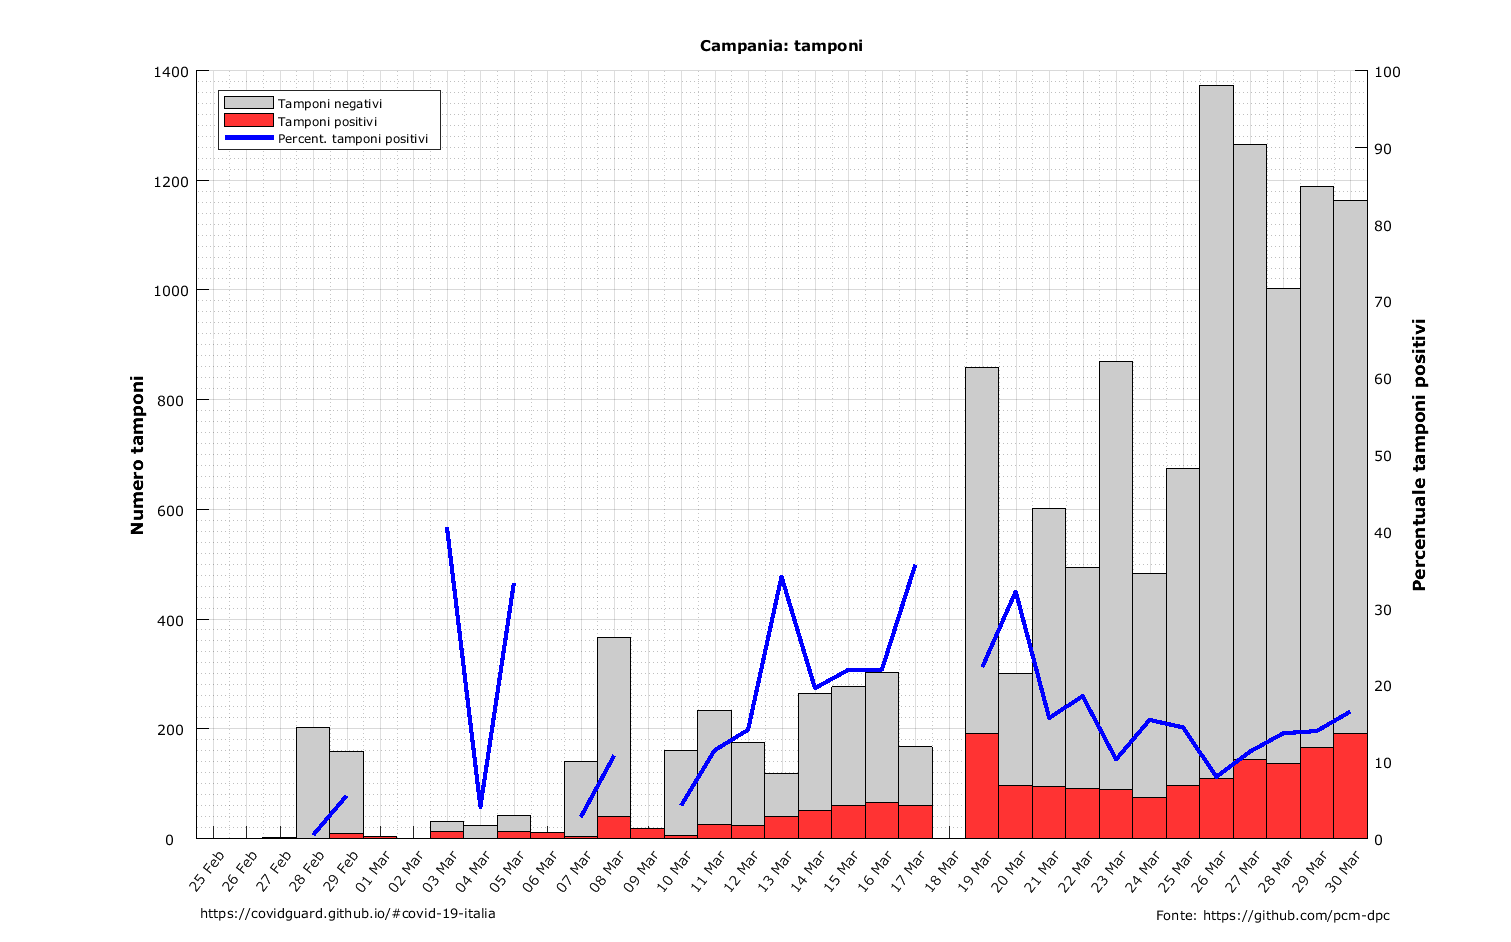 Campania: tamponi
1400
1200
1000
800
600
400
200
0
Numero tamponi
Tamponi negativi
Tamponi positivi
Percent. tamponi positivi
100
90
80
70
60
50
40
30
20
10
0
Percentuale tamponi positivi
25 Feb
26 Feb
27 Feb
28 Feb
29 Feb
01 Mar
02 Mar
03 Mar
04 Mar
05 Mar
06 Mar
07 Mar
08 Mar
09 Mar
10 Mar
11 Mar
12 Mar
13 Mar
14 Mar
15 Mar
16 Mar
17 Mar
18 Mar
19 Mar
20 Mar
21 Mar
22 Mar
23 Mar
24 Mar
25 Mar
26 Mar
27 Mar
28 Mar
29 Mar
30 Mar
https://covidguard.github.io/#covid-19-italia
Fonte: https://github.com/pcm-dpc